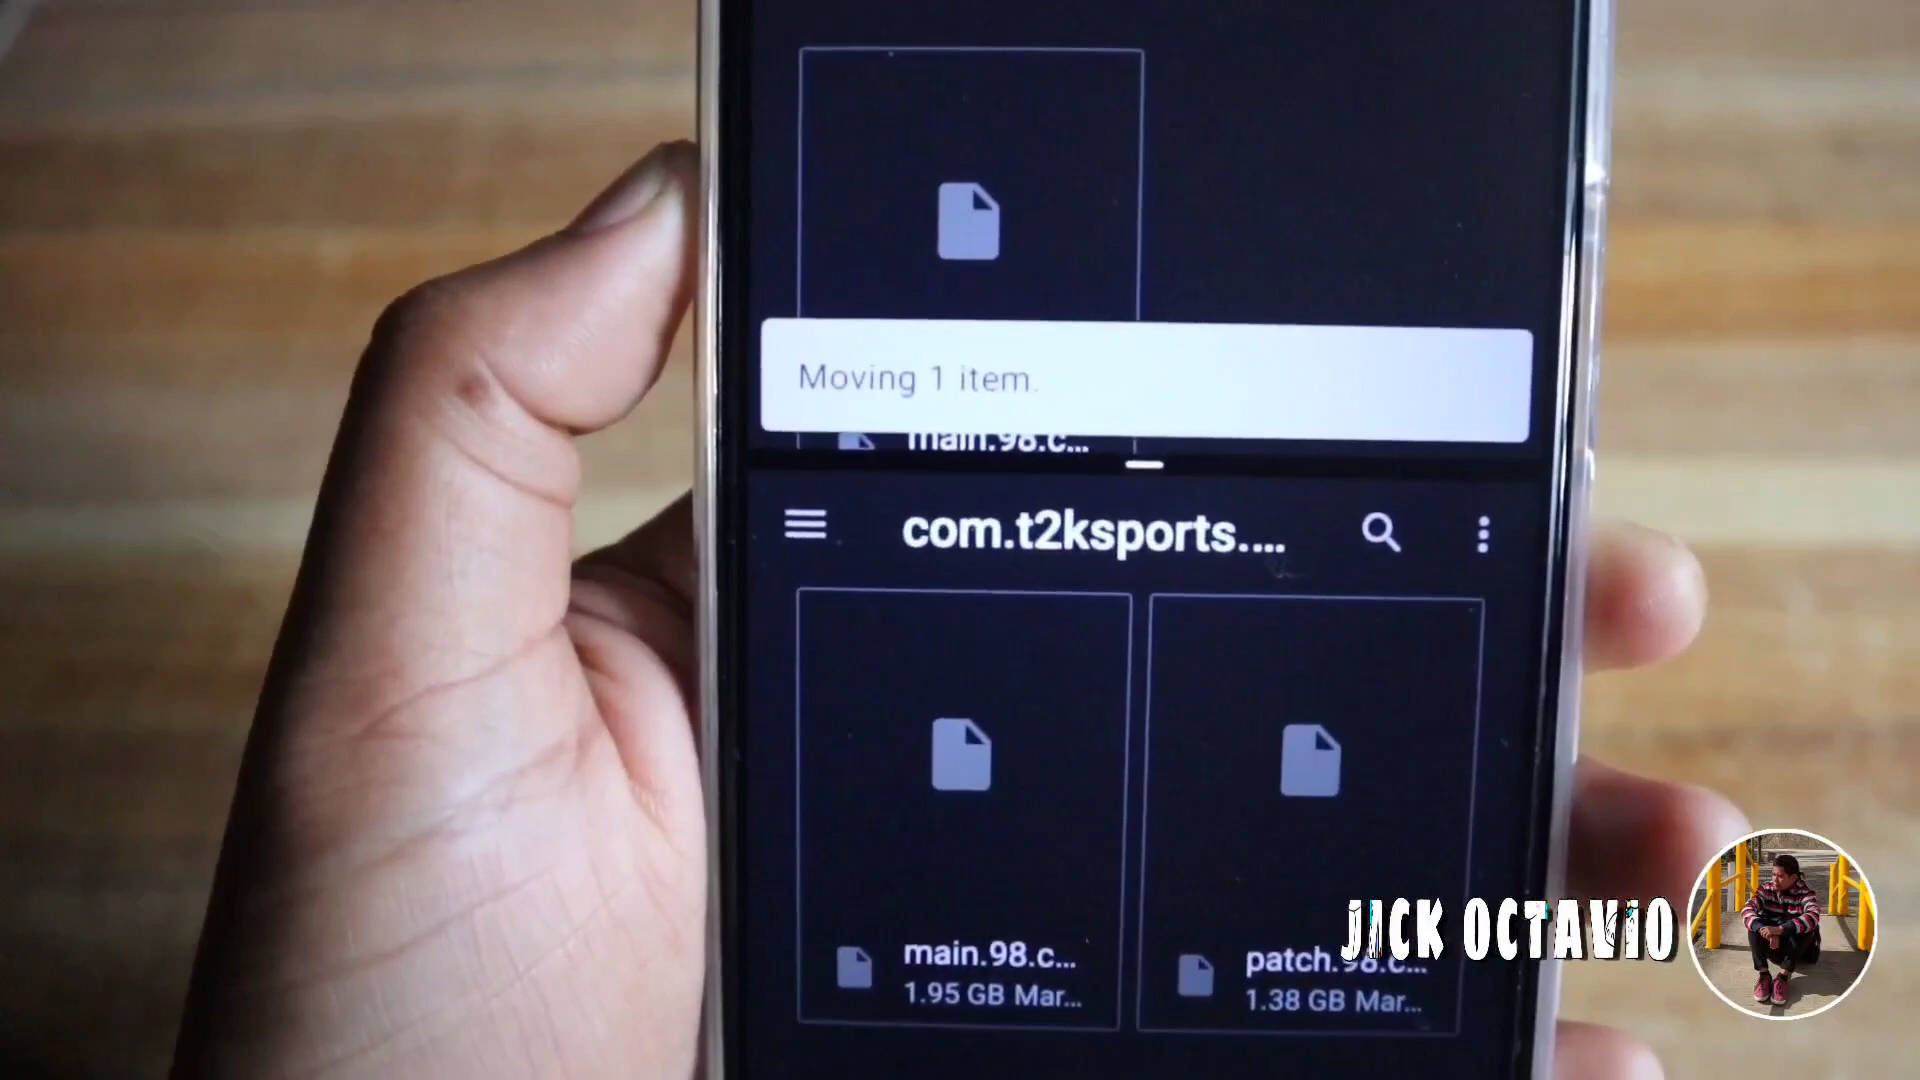 Moving 1 item.
main.98.c...
com.t2ksports....
main.98.c...
1.95 GB Mar...
patch.98.c...
1.38 GB Mar...
JICK OCTAVIO